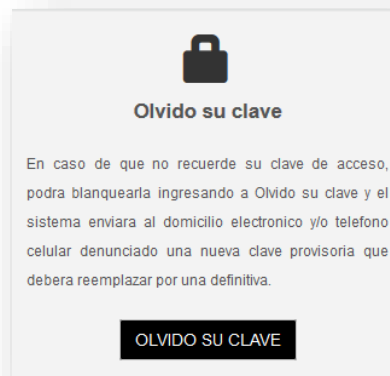 Olvido su clave
En caso de que no recuerde su clave de acceso,
podra blanquearla ingresando a Olvido su clave y el
sistema enviara al domicilio electronico y/o telefono
celular denunciado una nueva clave provisoria que
debera reemplazar por una definitiva.
OLVIDO SU CLAVE